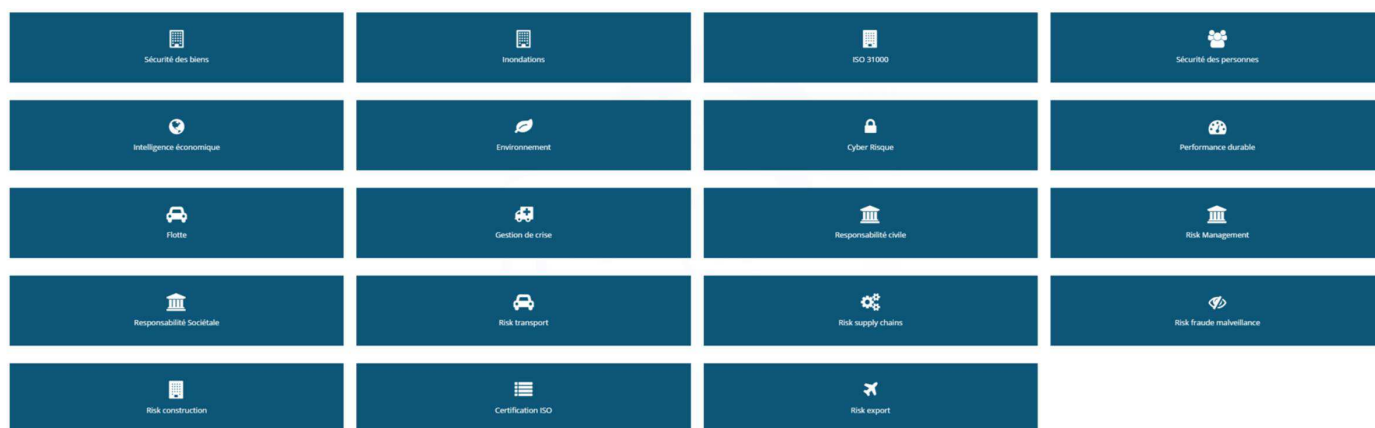 Sécurité des biens
Inondations
ISO 31000
Sécurité des personnes
Intelligence économique
Environnement
Cyber Risque
Performance durable
Flotte
Gestion de crise
Responsabilité civile
Risk Management
Responsabilité Sociétale
Risk transport
Risk supply chains
Risk fraude malveillance
Risk construction
Certification ISO
Risk export